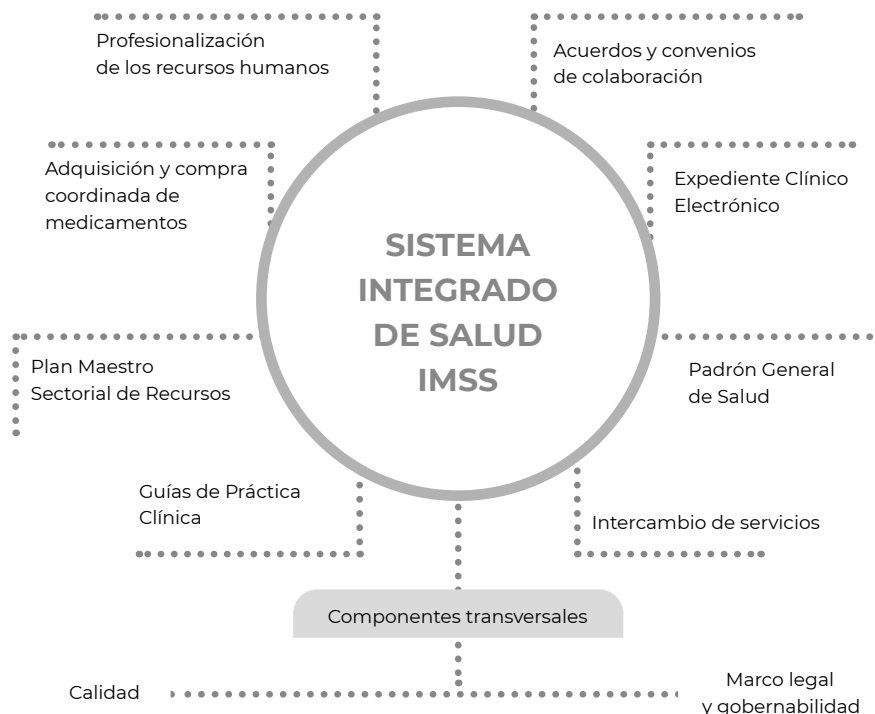 Profesionalización
de los recursos humanos
Acuerdos y convenios
de colaboración
Adquisición y compra
coordinada de
medicamentos
Expediente Clínico
Electrónico
SISTEMA
INTEGRADO
DE SALUD
IMSS
Plan Maestro
Sectorial de Recursos
Padrón General
de Salud
Guías de Práctica
Clínica
Intercambio de servicios
Componentes transversales
Calidad
Marco legal
y gobernabilidad